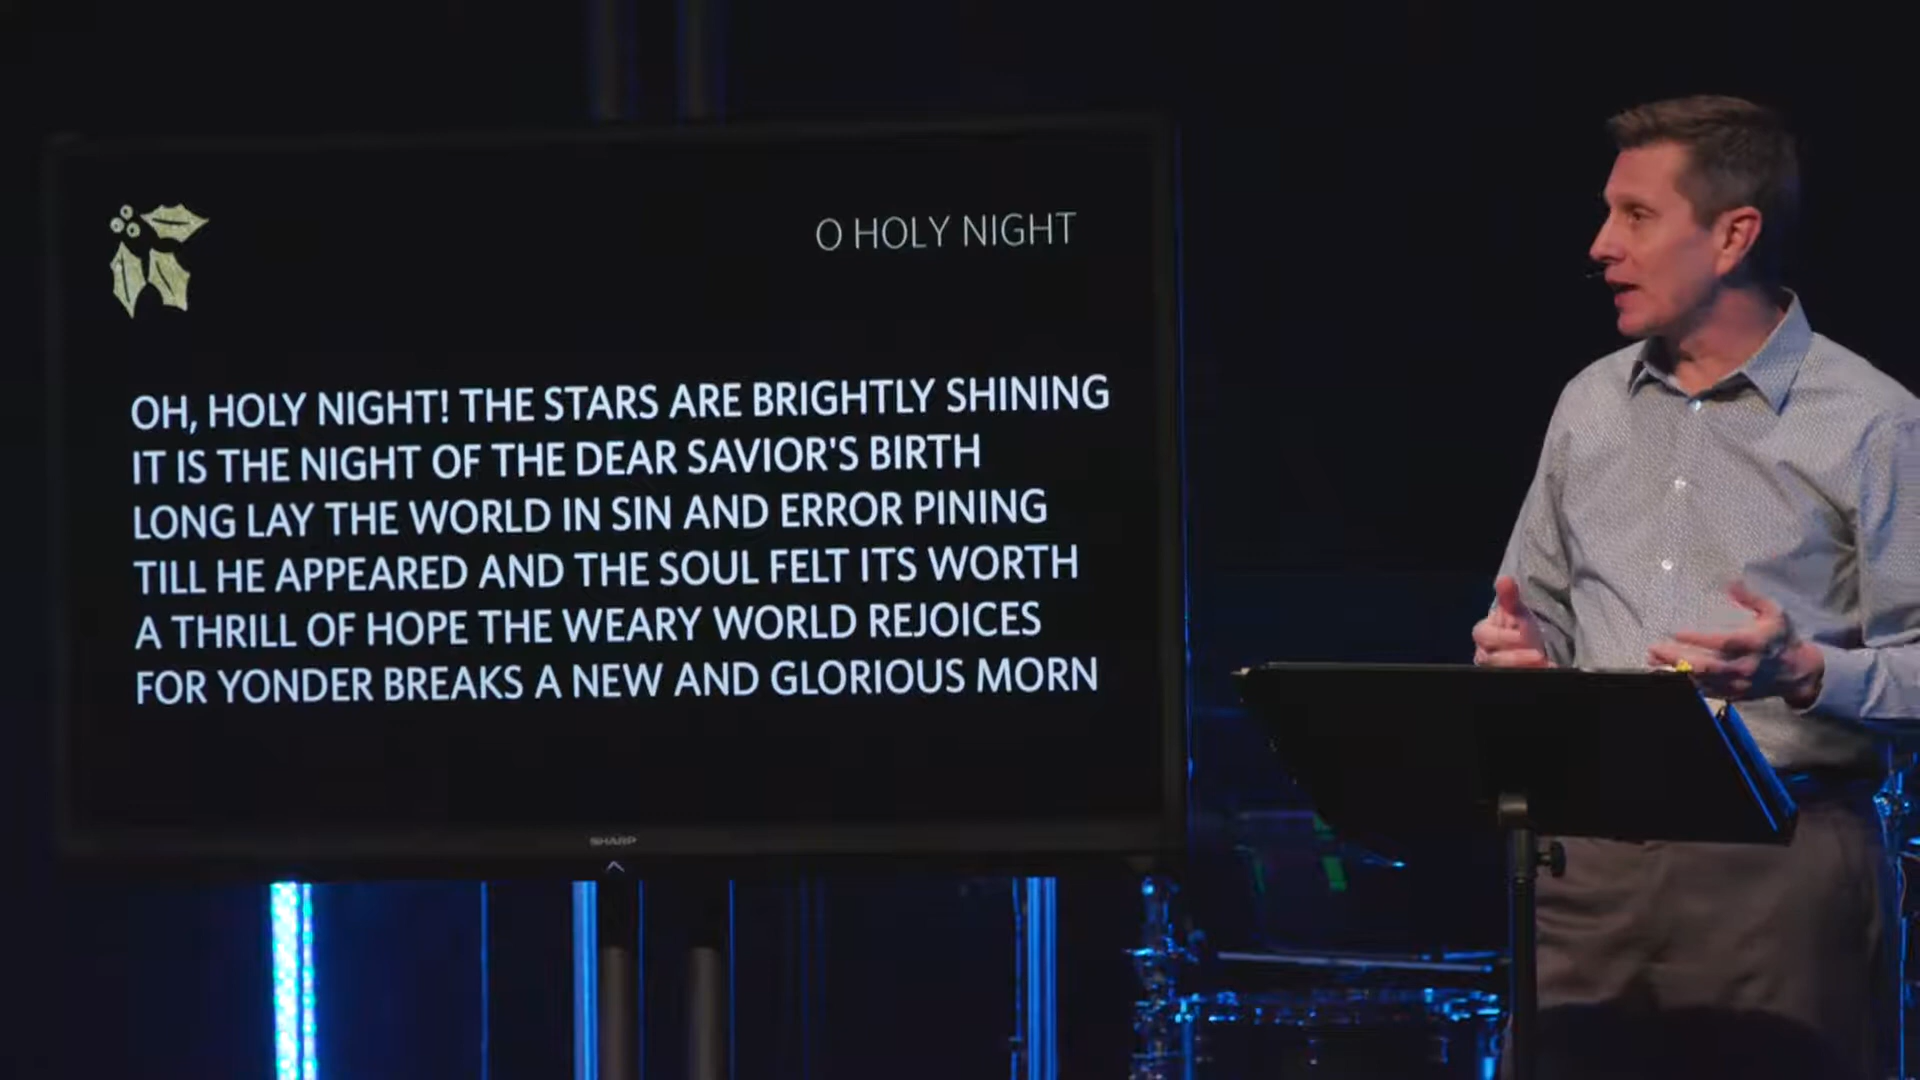 O HOLY NIGHT
OH, HOLY NIGHT! THE STARS ARE BRIGHTLY SHINING
IT IS THE NIGHT OF THE DEAR SAVIOR'S BIRTH
LONG LAY THE WORLD IN SIN AND ERROR PINING
TILL HE APPEARED AND THE SOUL FELT ITS WORTH
A THRILL OF HOPE THE WEARY WORLD REJOICES
FOR YONDER BREAKS A NEW AND GLORIOUS MORN
SHARP